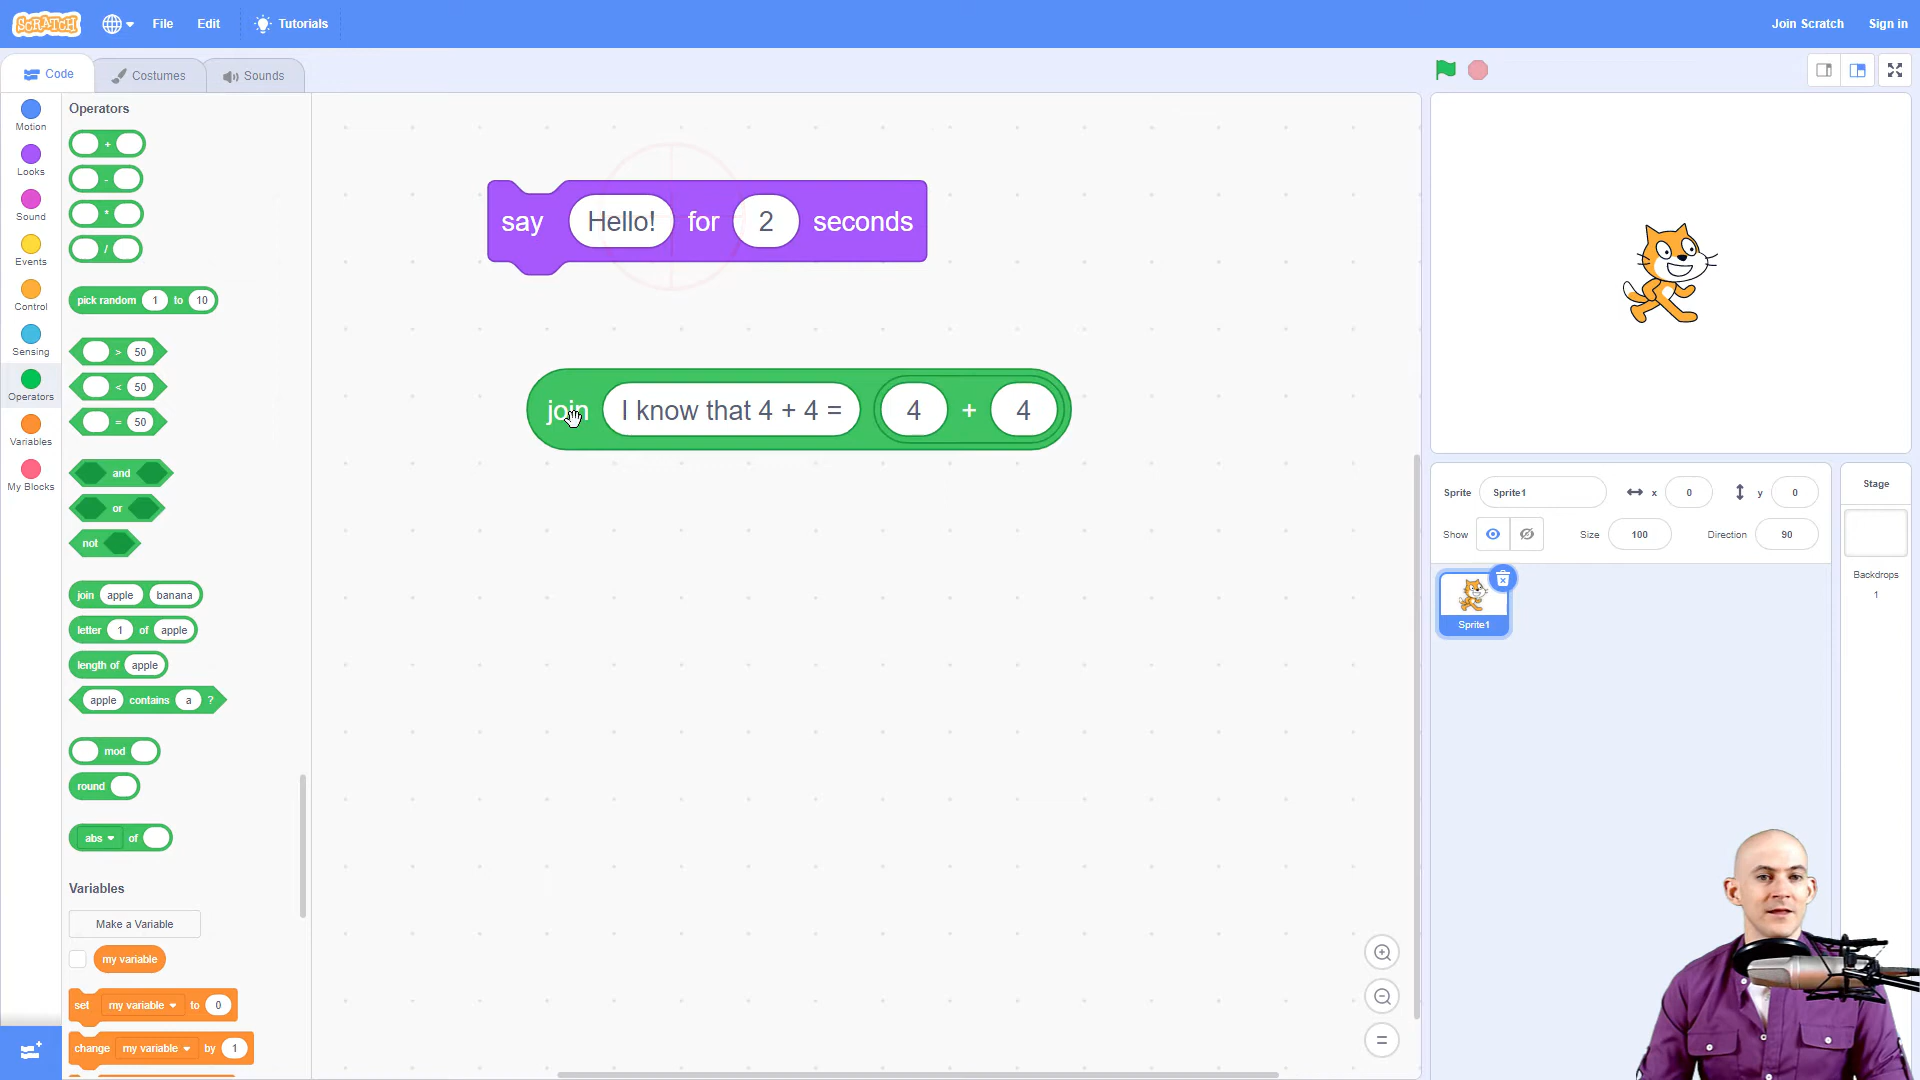 SCRATCH File Edit Tutorials Join Scratch Sign in
Code Costumes Sounds
Motion
Looks
Sound
Events
Control
Sensing
Operators
Variables
My Blocks
Operators
+
-
*
/
pick random 1 to 10
> 50
< 50
= 50
and
or
not
join apple banana
letter 1 of apple
length of apple
apple contains a ?
mod
round
abs of
Variables
Make a Variable
my variable
set my variable to 0
change my variable by 1
say Hello! for 2 seconds
join I know that 4 + 4 = 4 + 4
Sprite Sprite1 x 0 y 0
Show Size 100 Direction 90
Sprite1
Stage
Backdrops
1